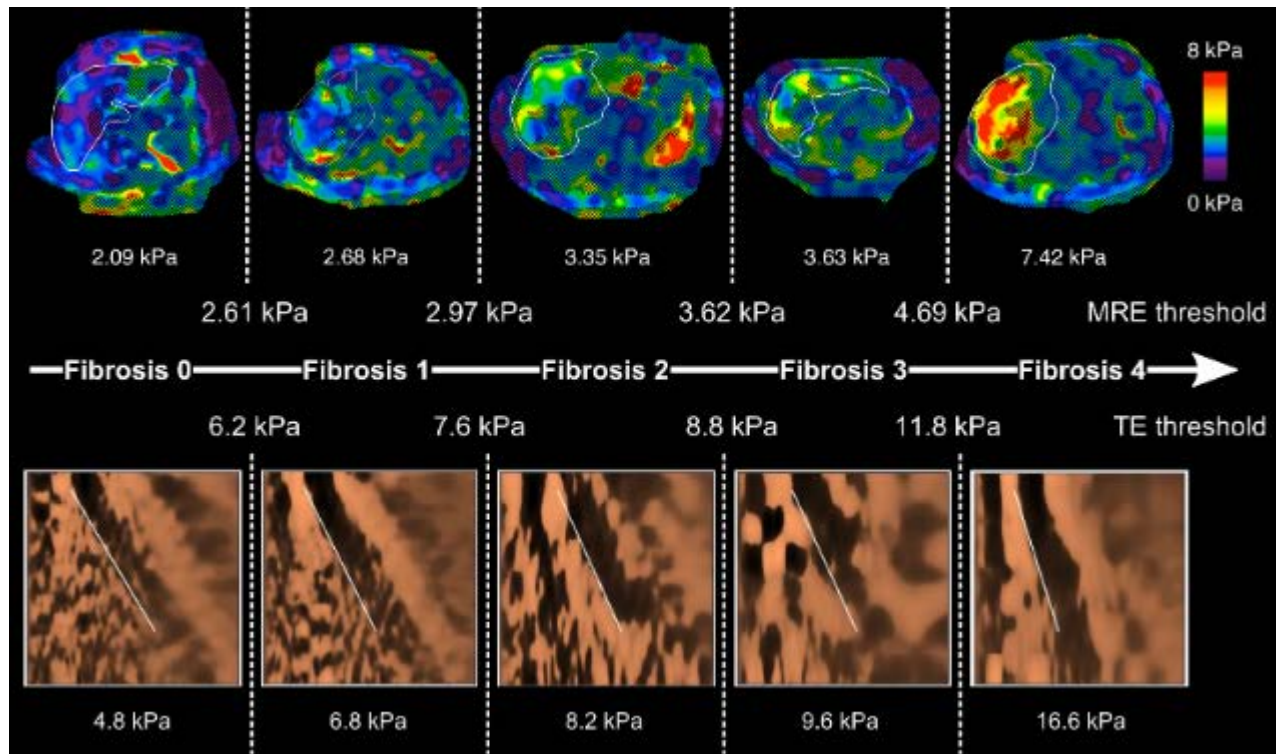 8 kPa
0 kPa
2.09 kPa 2.68 kPa 3.35 kPa 3.63 kPa 7.42 kPa
2.61 kPa 2.97 kPa 3.62 kPa 4.69 kPa MRE threshold
Fibrosis 0 Fibrosis 1 Fibrosis 2 Fibrosis 3 Fibrosis 4
6.2 kPa 7.6 kPa 8.8 kPa 11.8 kPa TE threshold
4.8 kPa 6.8 kPa 8.2 kPa 9.6 kPa 16.6 kPa